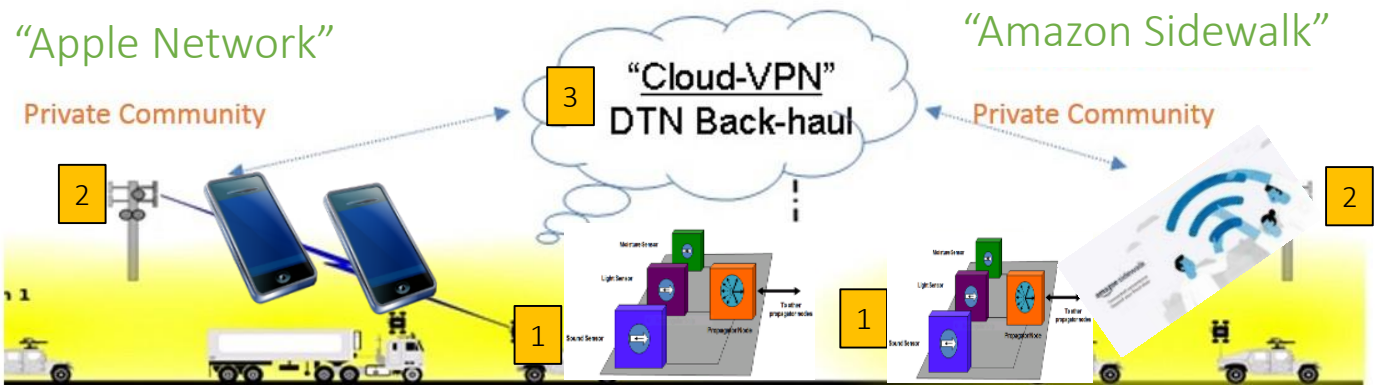 “Apple Network”
“Amazon Sidewalk”
“Cloud-VPN”
DTN Back-haul
3
Private Community
Private Community
2
2
Moisture Sensor
Light Sensor
Sound Sensor
Propagator Node
To other
propagator nodes
1
Moisture Sensor
Light Sensor
Sound Sensor
Propagator Node
To other
propagator nodes
1
n 1
amazon sidewalk